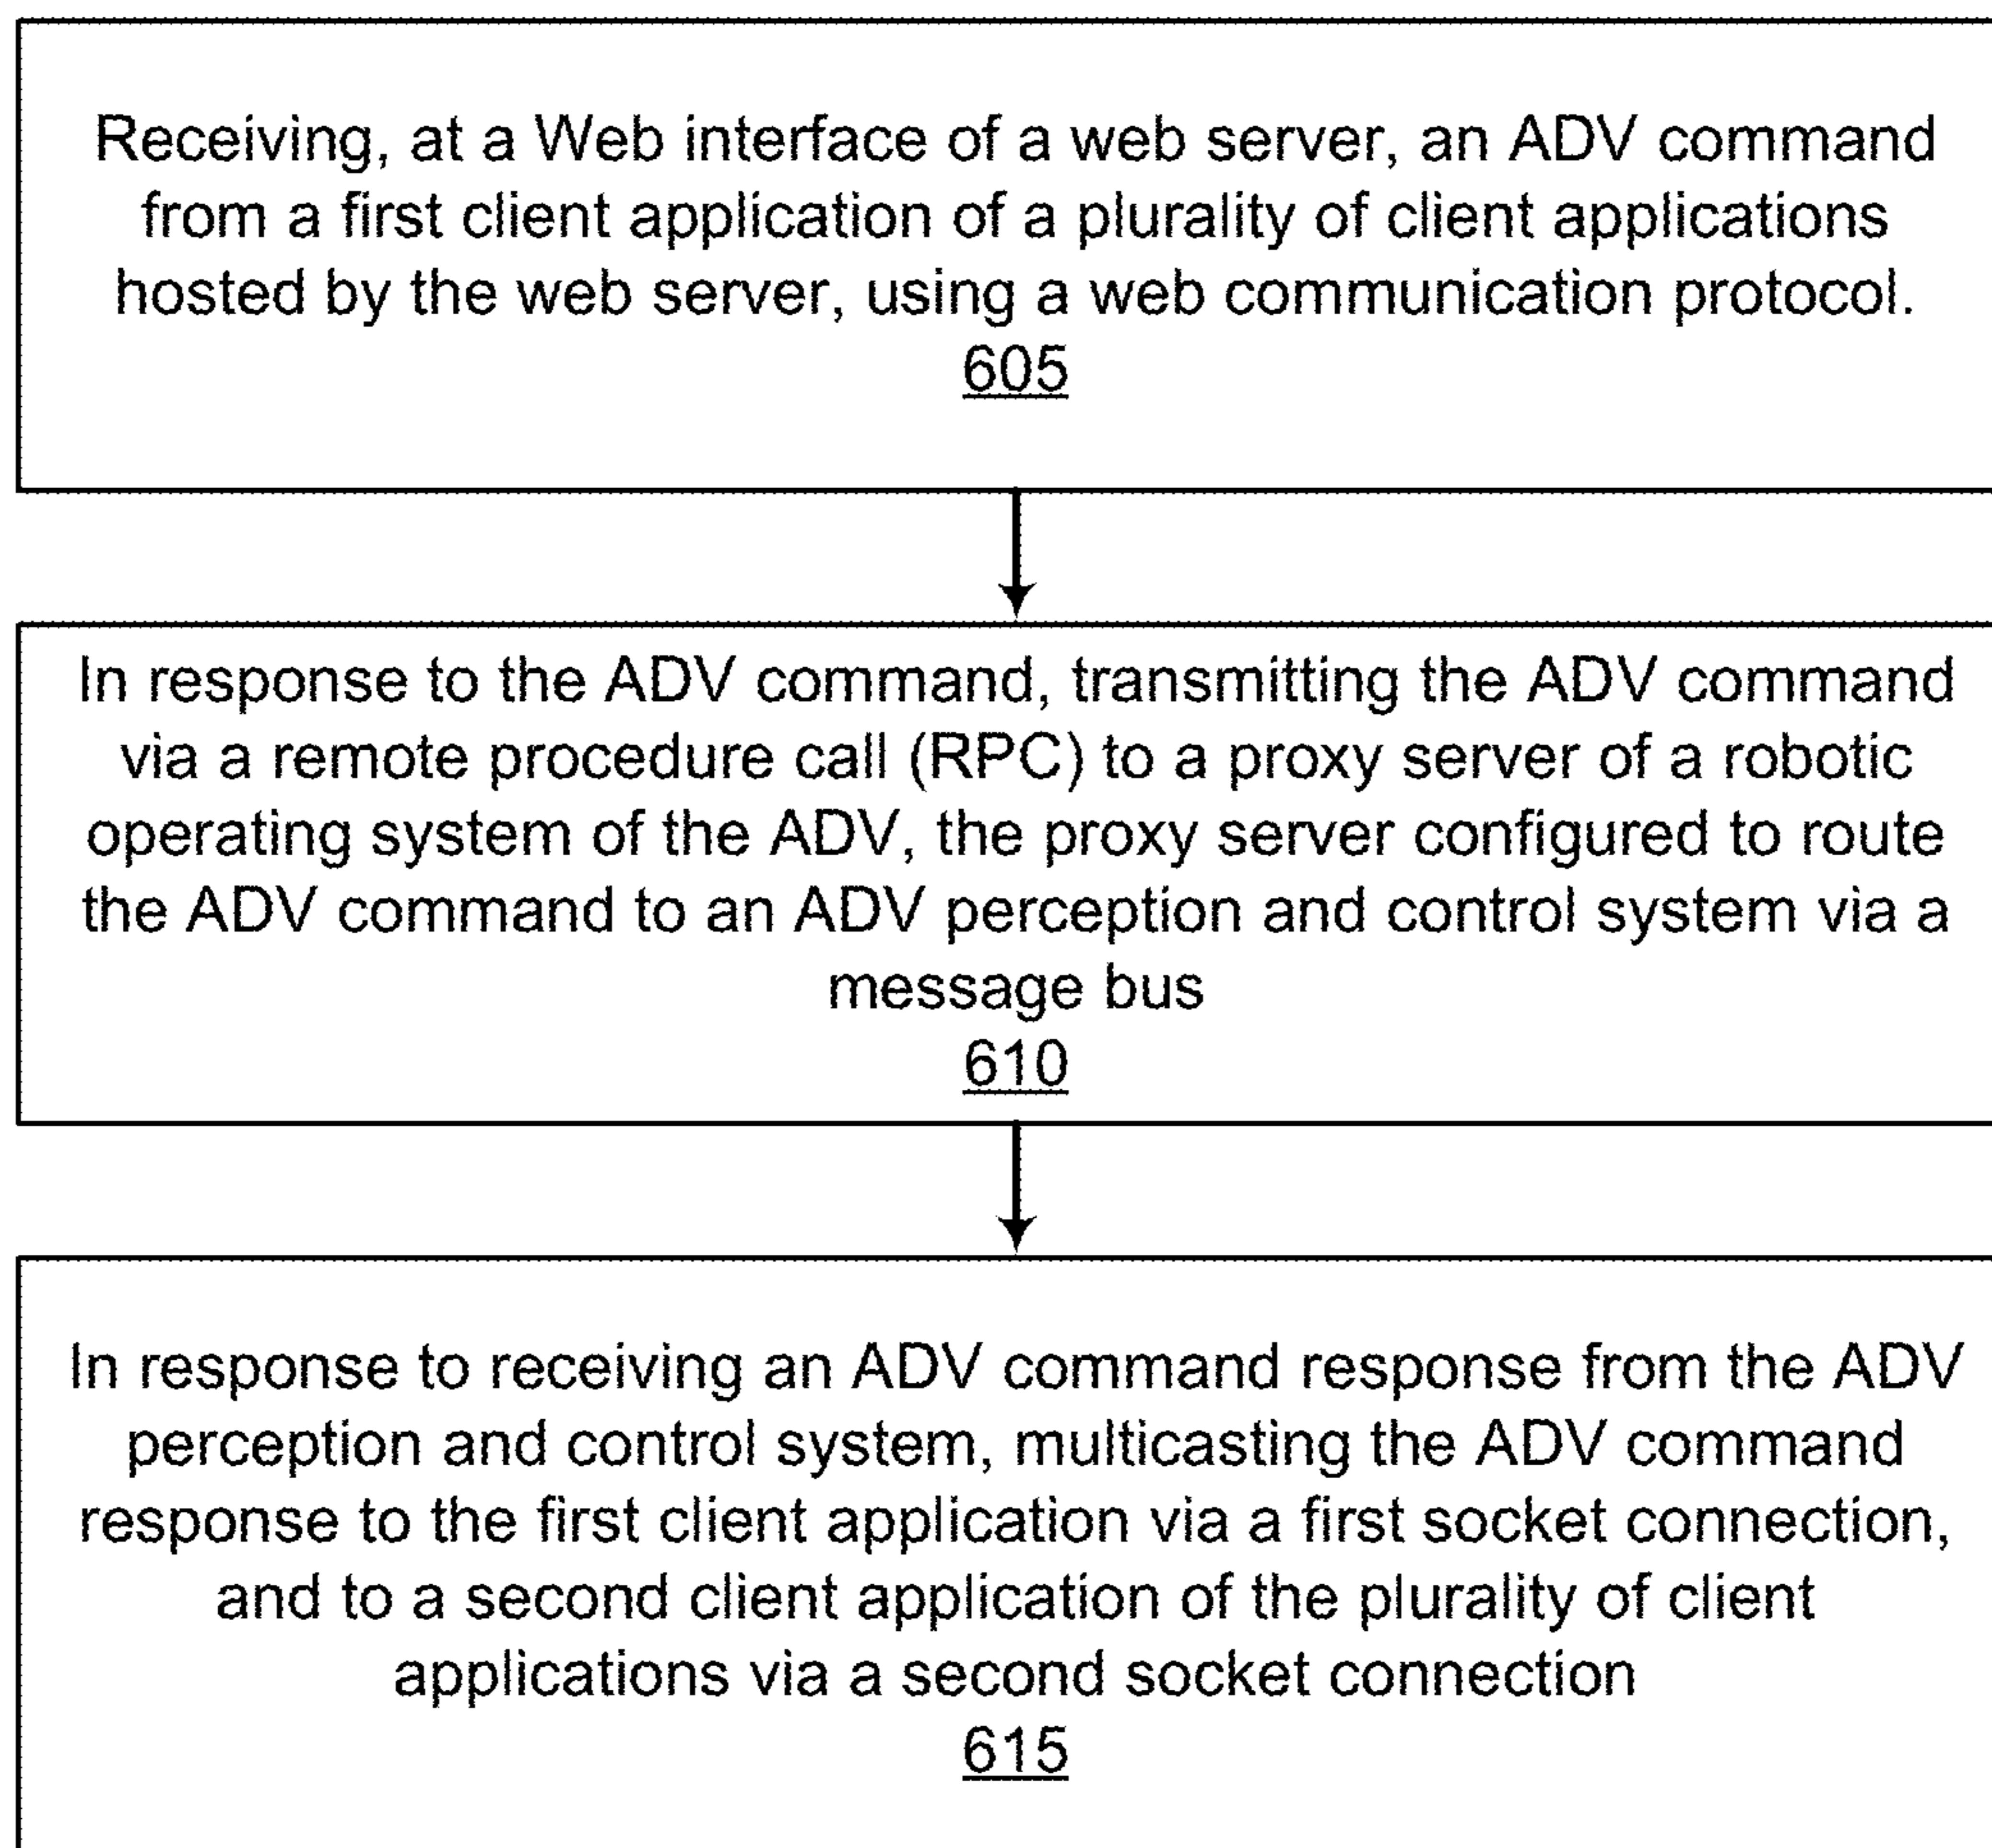 Receiving, at a Web interface of a web server, an ADV command
from a first client application of a plurality of client applications
hosted by the web server, using a web communication protocol.
605
In response to the ADV command, transmitting the ADV command
via a remote procedure call (RPC) to a proxy server of a robotic
operating system of the ADV, the proxy server configured to route
the ADV command to an ADV perception and control system via a
message bus
610
In response to receiving an ADV command response from the ADV
perception and control system, multicasting the ADV command
response to the first client application via a first socket connection,
and to a second client application of the plurality of client
applications via a second socket connection
615